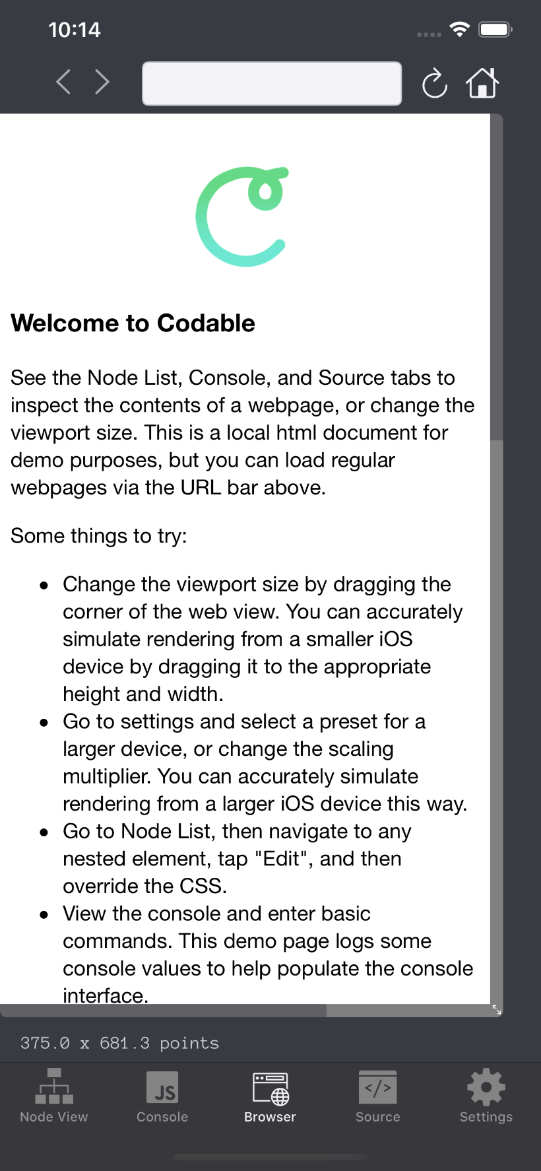 10:14
Welcome to Codable
See the Node List, Console, and Source tabs to
inspect the contents of a webpage, or change the
viewport size. This is a local html document for
demo purposes, but you can load regular
webpages via the URL bar above.
Some things to try:
• Change the viewport size by dragging the
corner of the web view. You can accurately
simulate rendering from a smaller iOS
device by dragging it to the appropriate
height and width.
• Go to settings and select a preset for a
larger device, or change the scaling
multiplier. You can accurately simulate
rendering from a larger iOS device this way.
• Go to Node List, then navigate to any
nested element, tap "Edit", and then
override the CSS.
• View the console and enter basic
commands. This demo page logs some
console values to help populate the console
interface.
375.0 x 681.3 points
JS </>
Node View Console Browser Source Settings